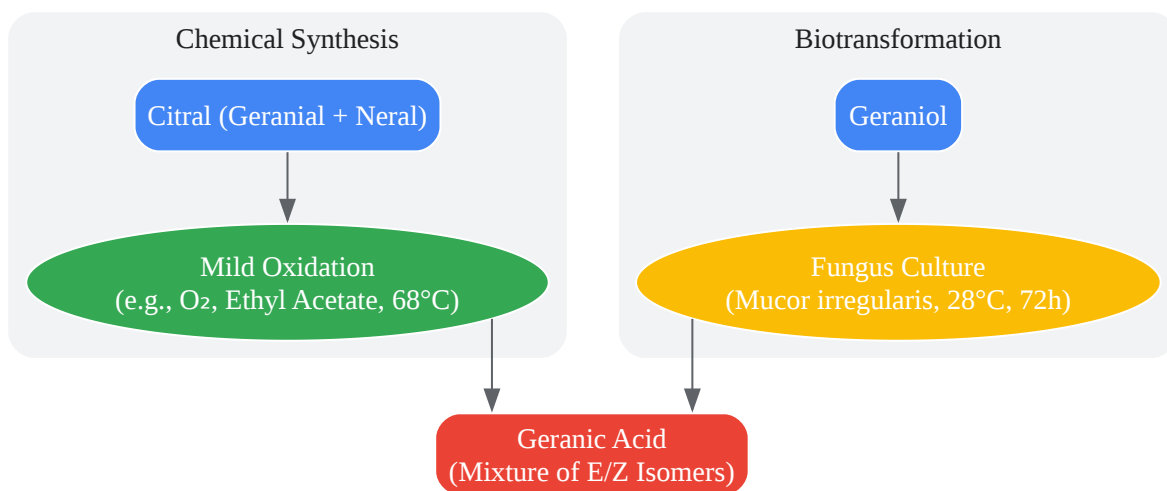 Chemical Synthesis
Citral (Geranial + Neral)
Mild Oxidation
(e.g., O₂, Ethyl Acetate, 68°C)
Biotransformation
Geraniol
Fungus Culture
(Mucor irregularis, 28°C, 72h)
Geranic Acid
(Mixture of E/Z Isomers)